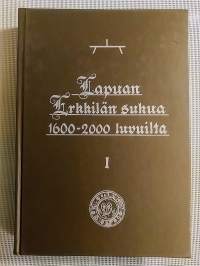 Lapuan
Erkkilän sukua
1600-2000 luvuilta
I